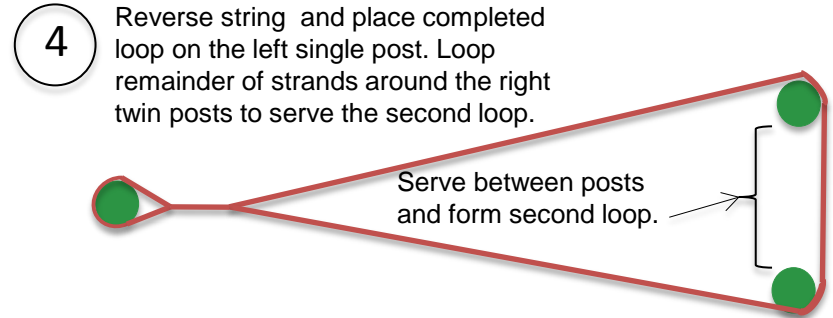 4
Reverse string  and place completed
loop on the left single post. Loop
remainder of strands around the right
twin posts to serve the second loop.
Serve between posts
and form second loop.